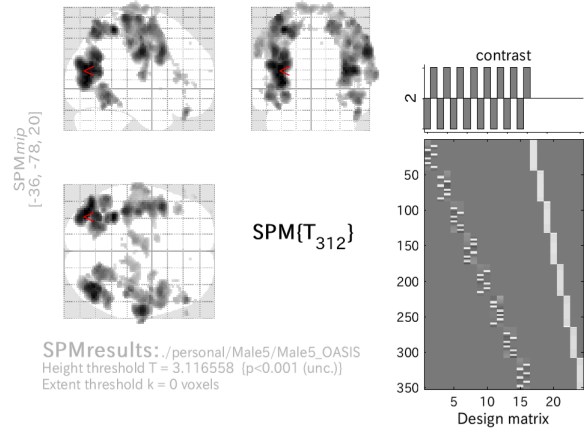 contrast
2
SPMmip
[-36, -78, 20]
SPM{T312}
50
100
150
200
250
300
350
5 10 15 20
Design matrix
SPMresults: ./personal/Male5/Male5_OASIS
Height threshold T = 3.116558 {p<0.001 (unc.)}
Extent threshold k = 0 voxels